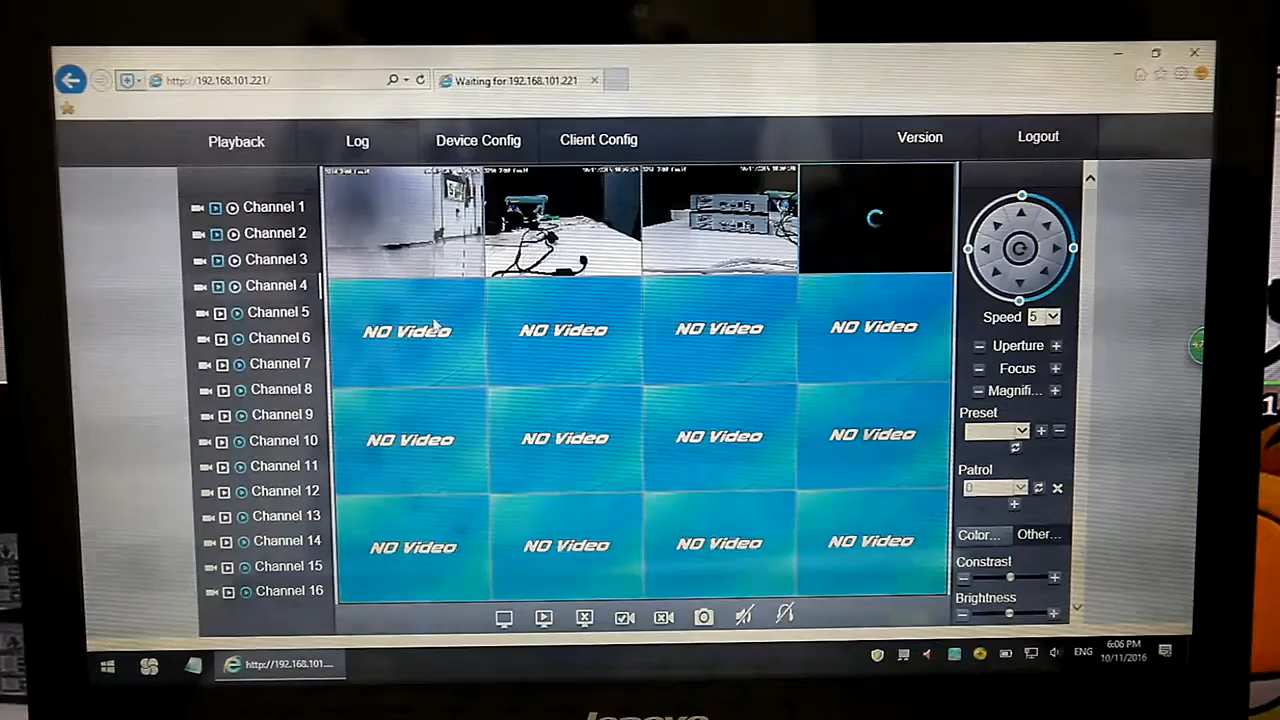 http://192.168.101.221/
Waiting for 192.168.101.221
Playback
Log
Device Config
Client Config
Version
Logout
Channel 1
Channel 2
Channel 3
Channel 4
Channel 5
Channel 6
Channel 7
Channel 8
Channel 9
Channel 10
Channel 11
Channel 12
Channel 13
Channel 14
Channel 15
Channel 16
NO Video
NO Video
NO Video
NO Video
NO Video
NO Video
NO Video
NO Video
NO Video
NO Video
NO Video
NO Video
Speed 5
Uperture
Focus
Magnifi...
Preset
Patrol
0
Color...
Other...
Constrast
Brightness
http://192.168.101....
ENG
6:06 PM
10/11/2016